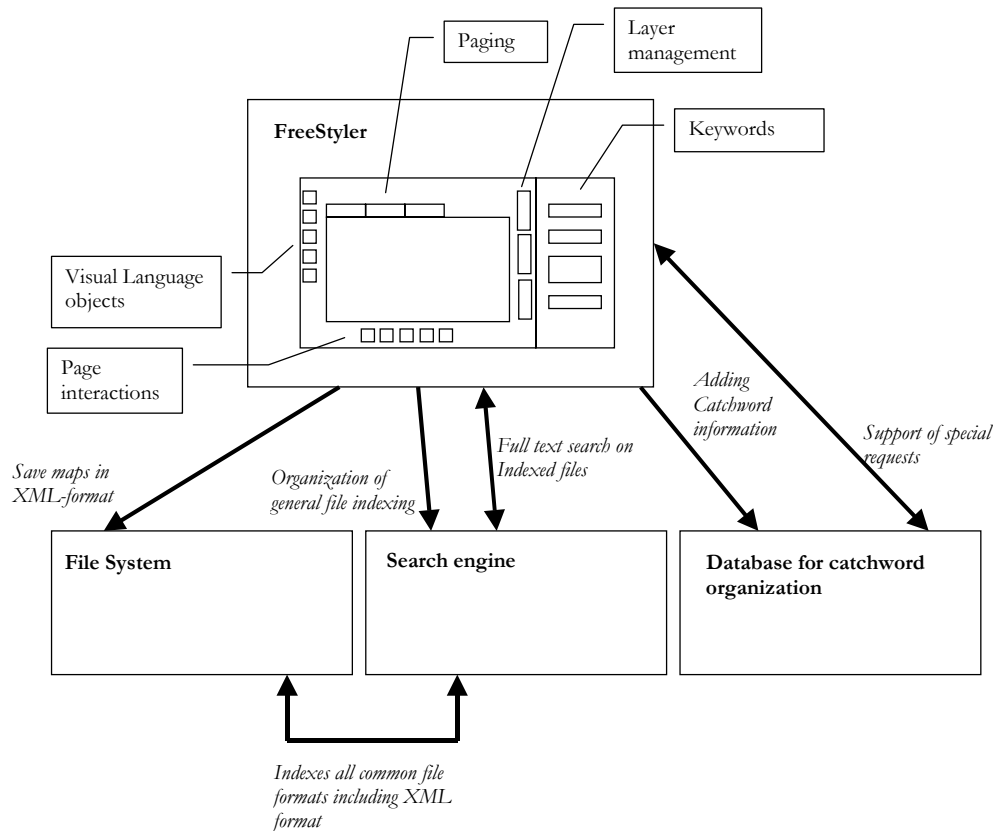 Paging
Layer
management
FreeStyler
Keywords
Visual Language
objects
Page
interactions
Adding
Catchword
information
Support of special
requests
Full text search on
Indexed files
Save maps in
XML-format
Organization of
general file indexing
File System
Search engine
Database for catchword
organization
Indexes all common file
formats including XML
format